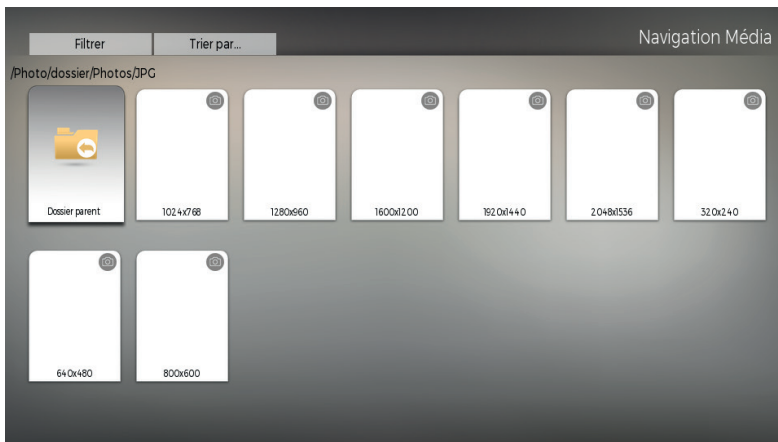 Filtrer Trier par... Navigation Média
/Photo/dossier/Photos/JPG
Dossier parent 1024x768 1280x960 1600x1200 1920x1440 2048x1536 320x240
640x480 800x600